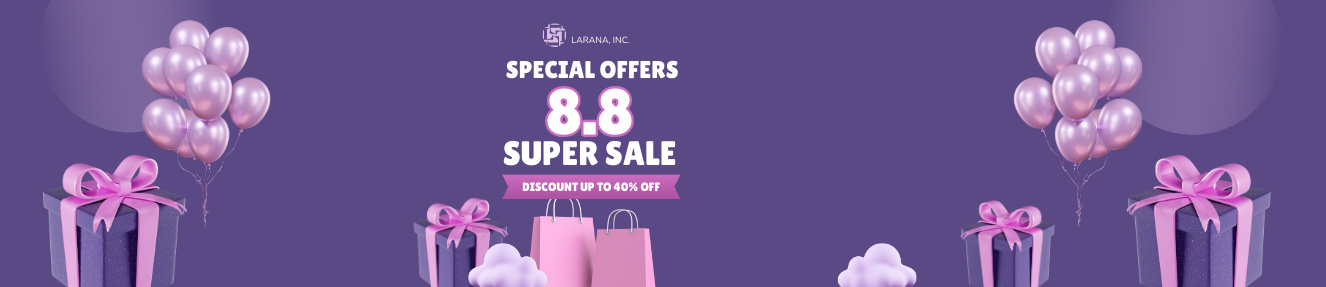 LARANA, INC.
SPECIAL OFFERS
8.8
SUPER SALE
DISCOUNT UP TO 40% OFF